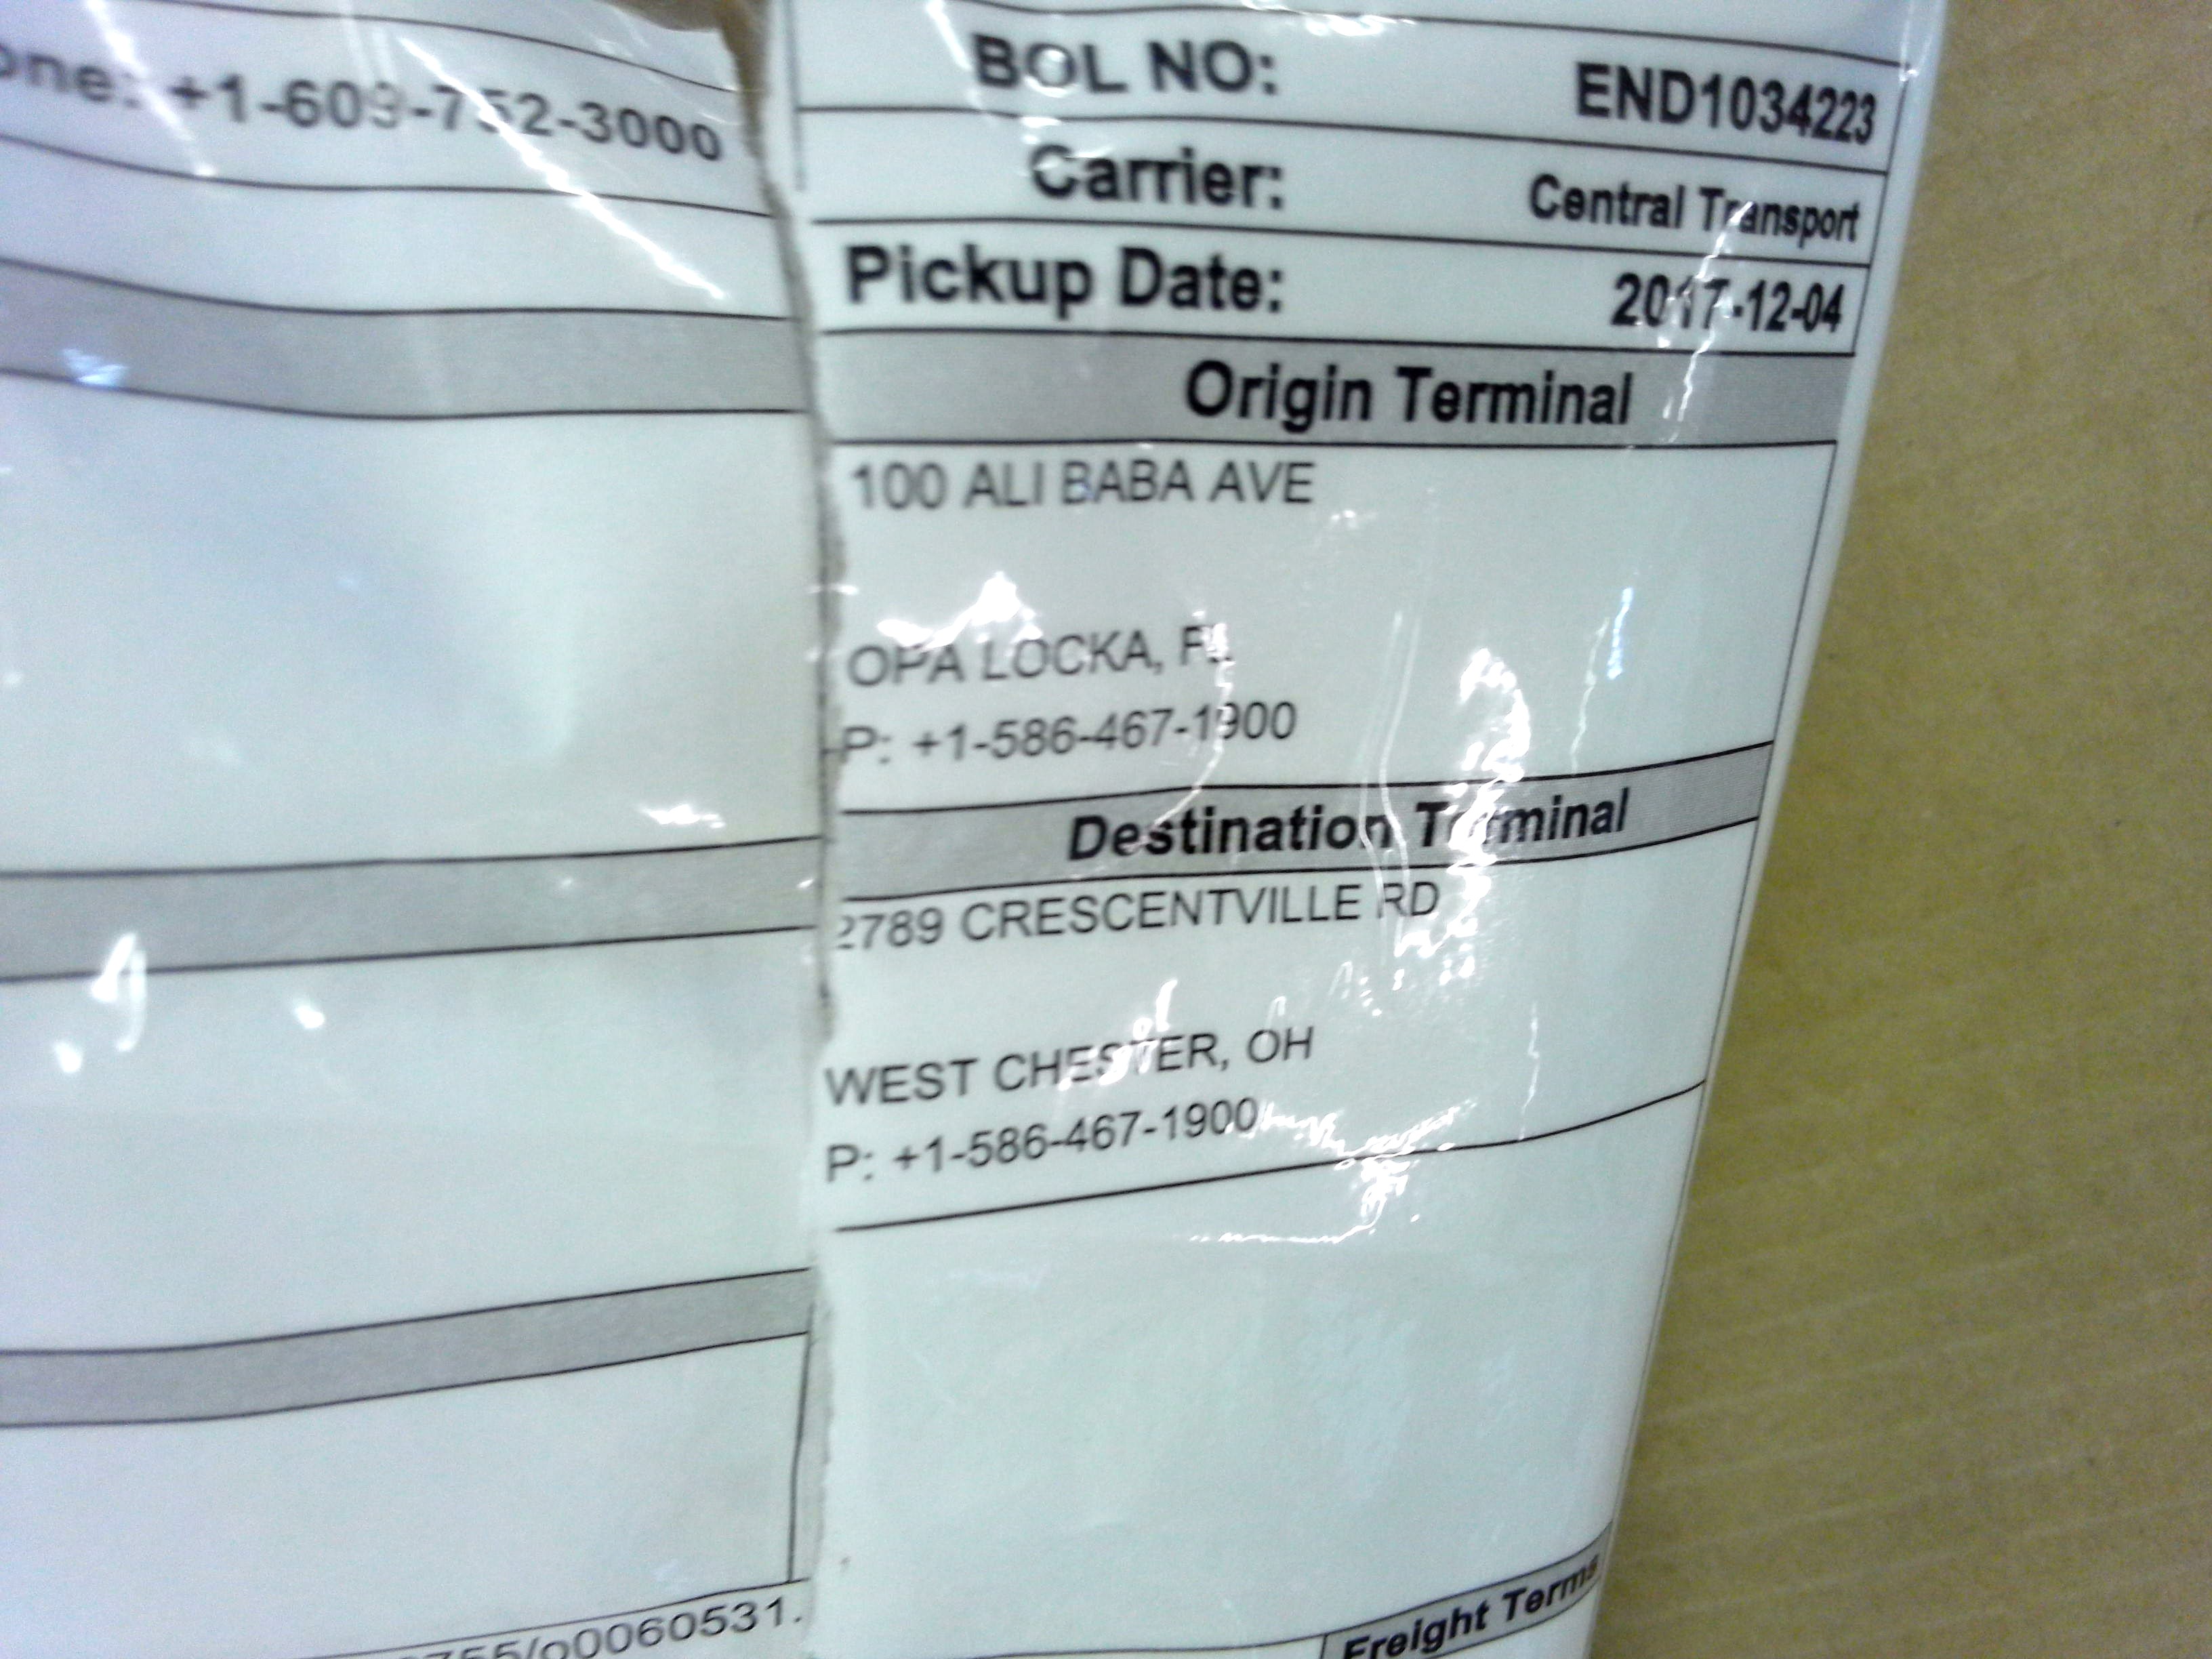 one: +1-609-752-3000
BOL NO: END1034223
Carrier: Central Transport
Pickup Date: 2017-12-04
Origin Terminal
100 ALI BABA AVE
OPA LOCKA, FL
P: +1-586-467-1900
Destination Terminal
2789 CRESCENTVILLE RD
WEST CHESTER, OH
P: +1-586-467-1900
755/o0060531.
Freight Terms